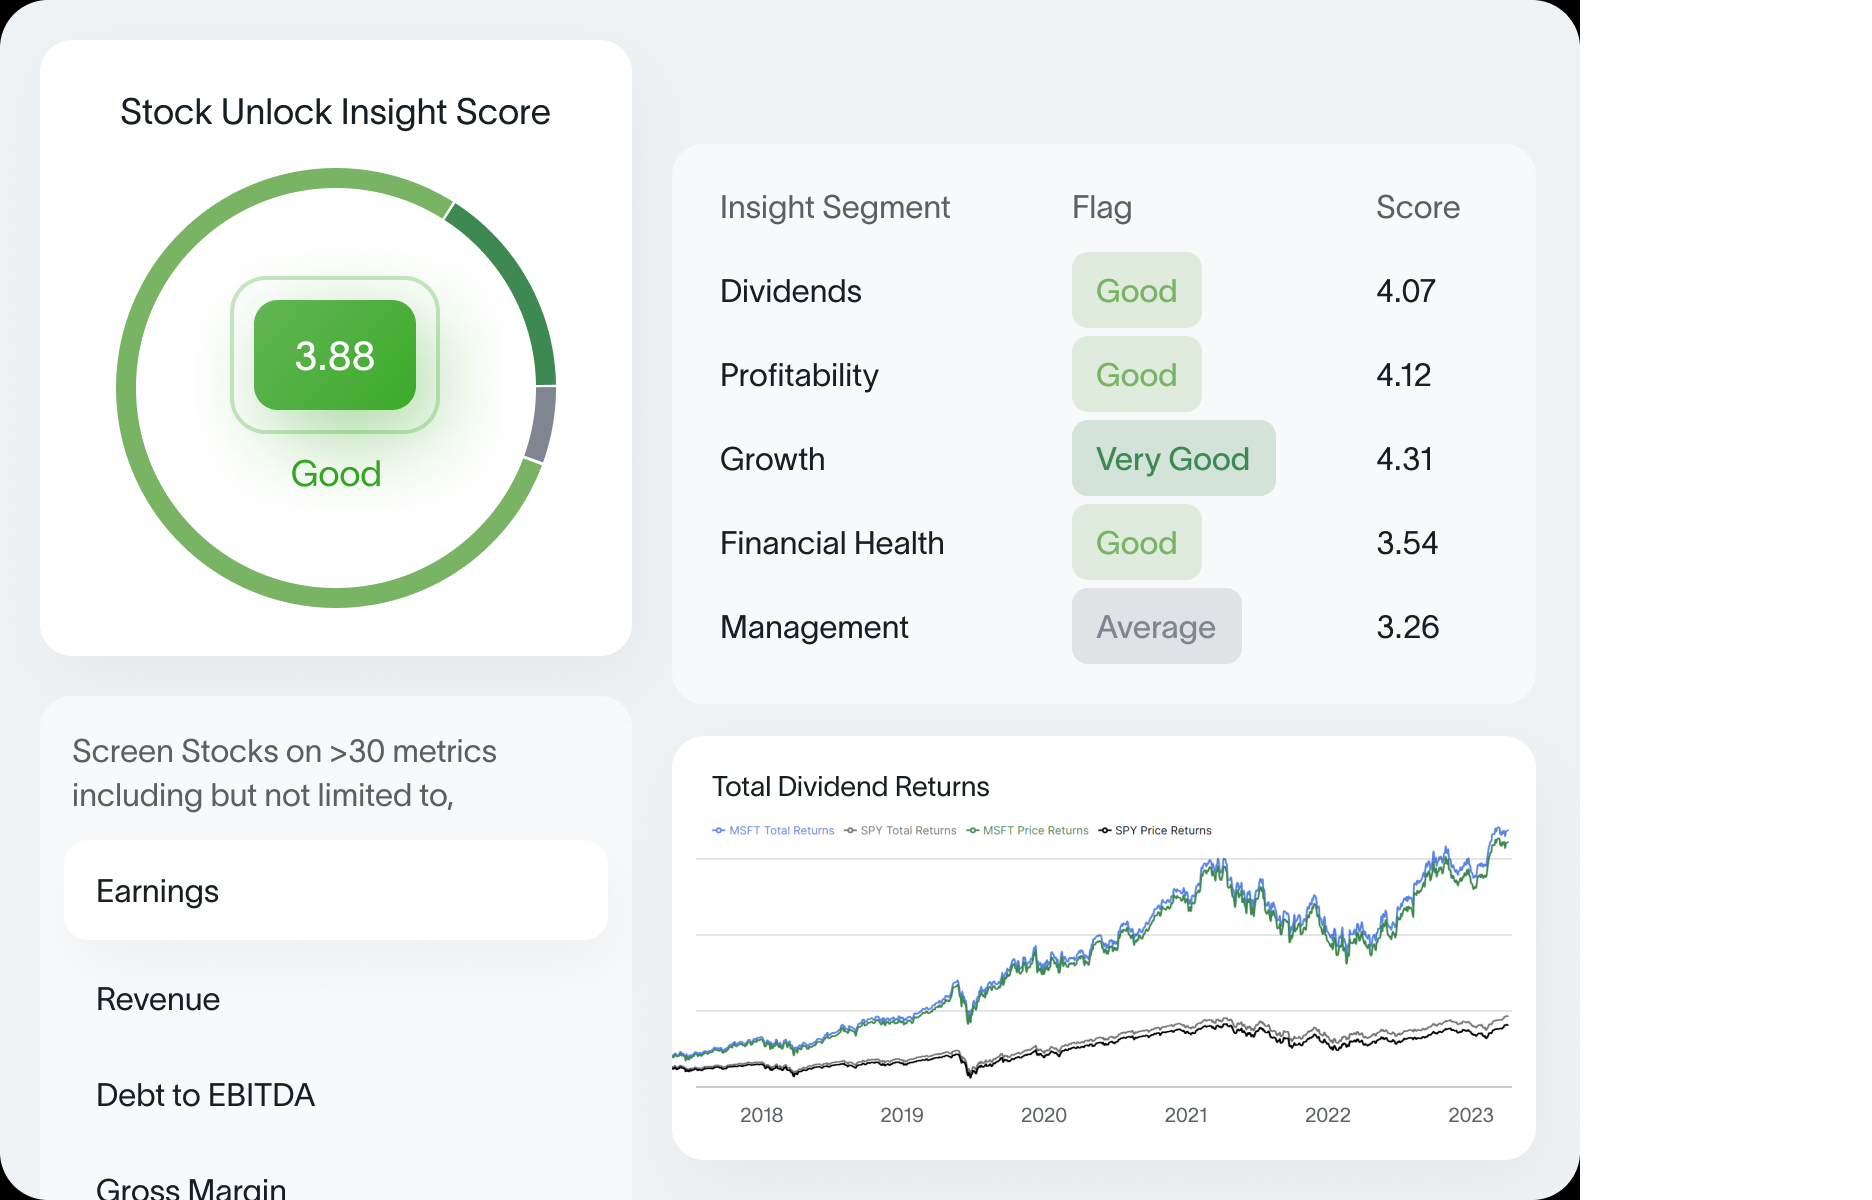 Stock Unlock Insight Score
3.88
Good
Insight Segment Flag Score
Dividends Good 4.07
Profitability Good 4.12
Growth Very Good 4.31
Financial Health Good 3.54
Management Average 3.26
Screen Stocks on >30 metrics
including but not limited to,
Earnings
Revenue
Debt to EBITDA
Gross Margin
Total Dividend Returns
MSFT Total Returns SPY Total Returns MSFT Price Returns SPY Price Returns
2018 2019 2020 2021 2022 2023